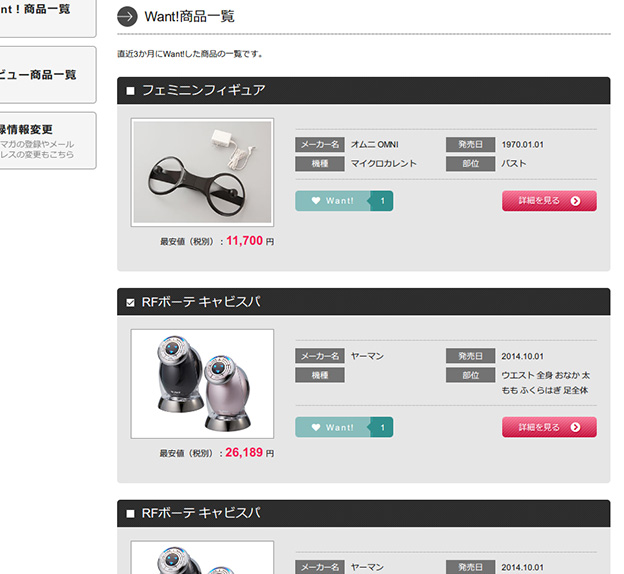 nt！商品一覧
ビュー商品一覧
録情報変更
マガの登録やメール
レスの変更もこちら
Want!商品一覧
直近3か月にWant!した商品の一覧です。
フェミニンフィギュア
メーカー名 オムニ OMNI 発売日 1970.01.01
機種 マイクロカレント 部位 バスト
Want! 1 詳細を見る
最安値（税別）：11,700 円
RFボーテ キャビスパ
メーカー名 ヤーマン 発売日 2014.10.01
機種 部位 ウエスト 全身 おなか 太
もも ふくらはぎ 足全体
Want! 1 詳細を見る
最安値（税別）：26,189 円
RFボーテ キャビスパ
メーカー名 ヤーマン 発売日 2014.10.01